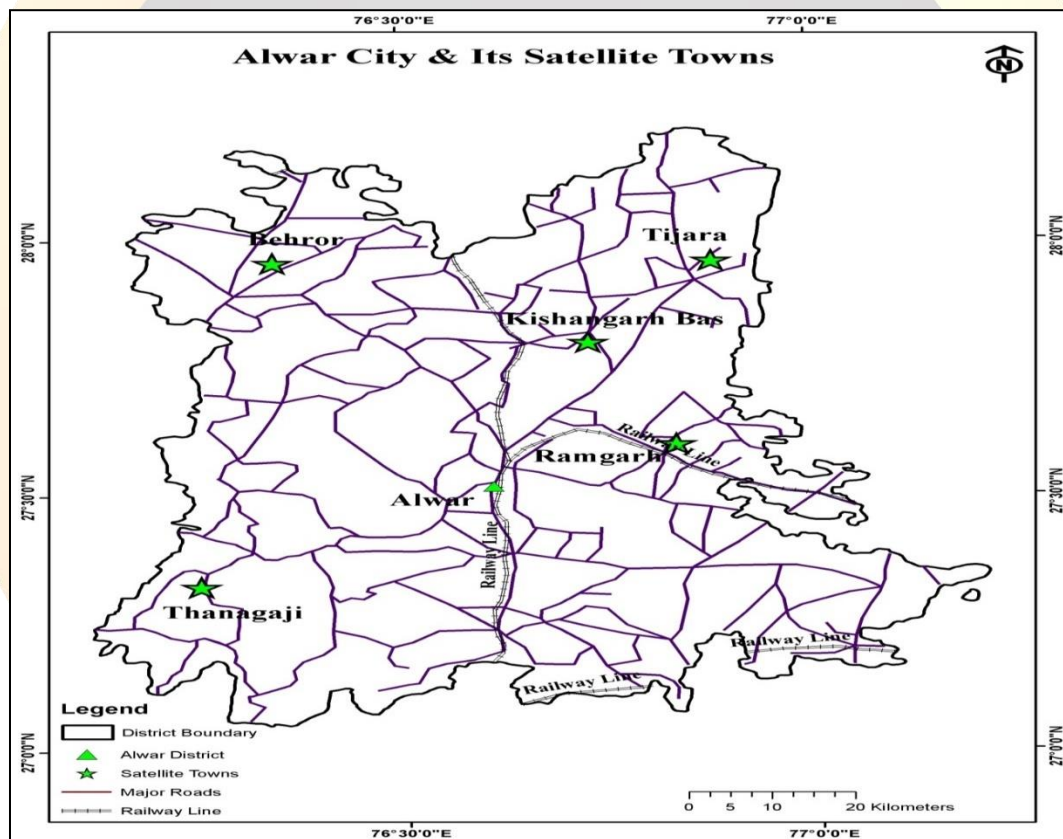 76°30'0"E 77°0'0"E
Alwar City & Its Satellite Towns
N
28°0'0"N
28°0'0"N
Behror
Tijara
Kishangarh Bas
Railway Line
Ramgarh
27°30'0"N
27°30'0"N
Alwar
Railway Line
Thanagaji
Railway Line
Railway Line
Legend
District Boundary
Alwar District
Satellite Towns
Major Roads
Railway Line
27°0'0"N
27°0'0"N
0 5 10 20 Kilometers
76°30'0"E 77°0'0"E